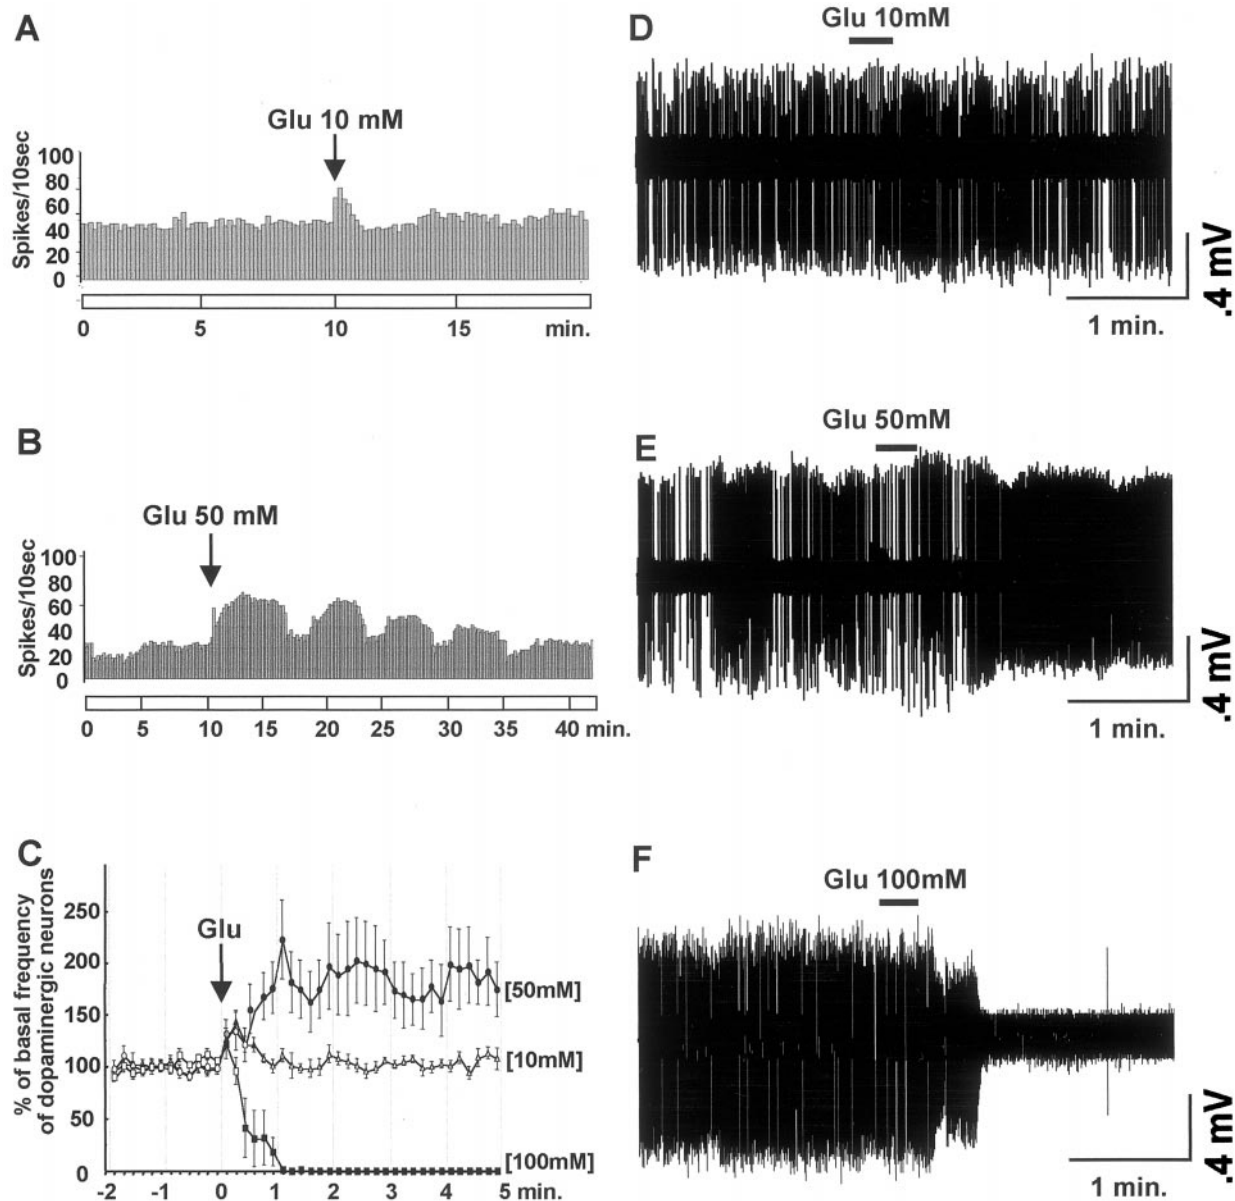 A
Glu 10 mM
Spikes/10sec
100
80
60
40
20
0
0 5 10 15 min.
B
Glu 50 mM
Spikes/10sec
100
80
60
40
20
0
0 5 10 15 20 25 30 35 40 min.
C
% of basal frequency
of dopaminergic neurons
Glu
250
200
150
100
50
0
[50mM]
[10mM]
[100mM]
-2 -1 0 1 2 3 4 5 min.
D
Glu 10mM
.4 mV
1 min.
E
Glu 50mM
.4 mV
1 min.
F
Glu 100mM
.4 mV
1 min.